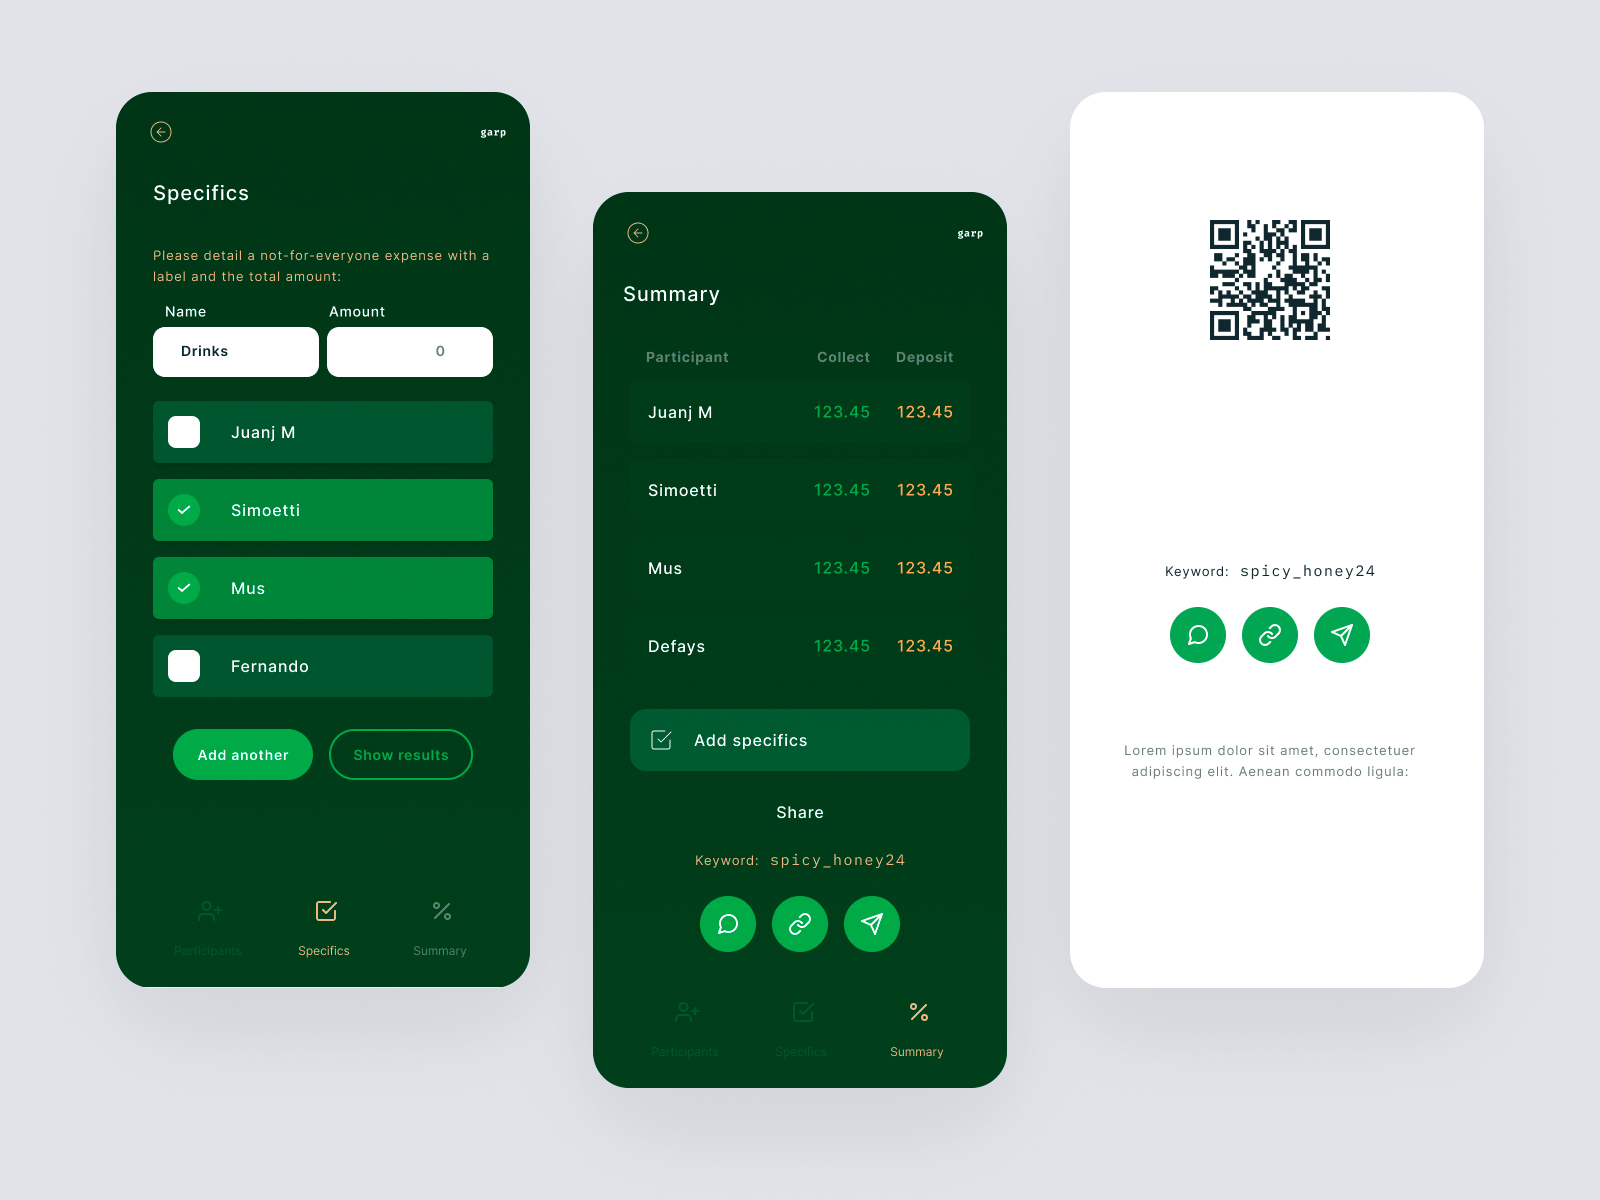 garp
Specifics
Please detail a not-for-everyone expense with a
label and the total amount:
Name Amount
Drinks 0
Juanj M
Simoetti
Mus
Fernando
Add another Show results
Participants Specifics Summary
garp
Summary
Participant Collect Deposit
Juanj M 123.45 123.45
Simoetti 123.45 123.45
Mus 123.45 123.45
Defays 123.45 123.45
Add specifics
Share
Keyword: spicy_honey24
Participants Specifics Summary
Keyword: spicy_honey24
Lorem ipsum dolor sit amet, consectetuer
adipiscing elit. Aenean commodo ligula: